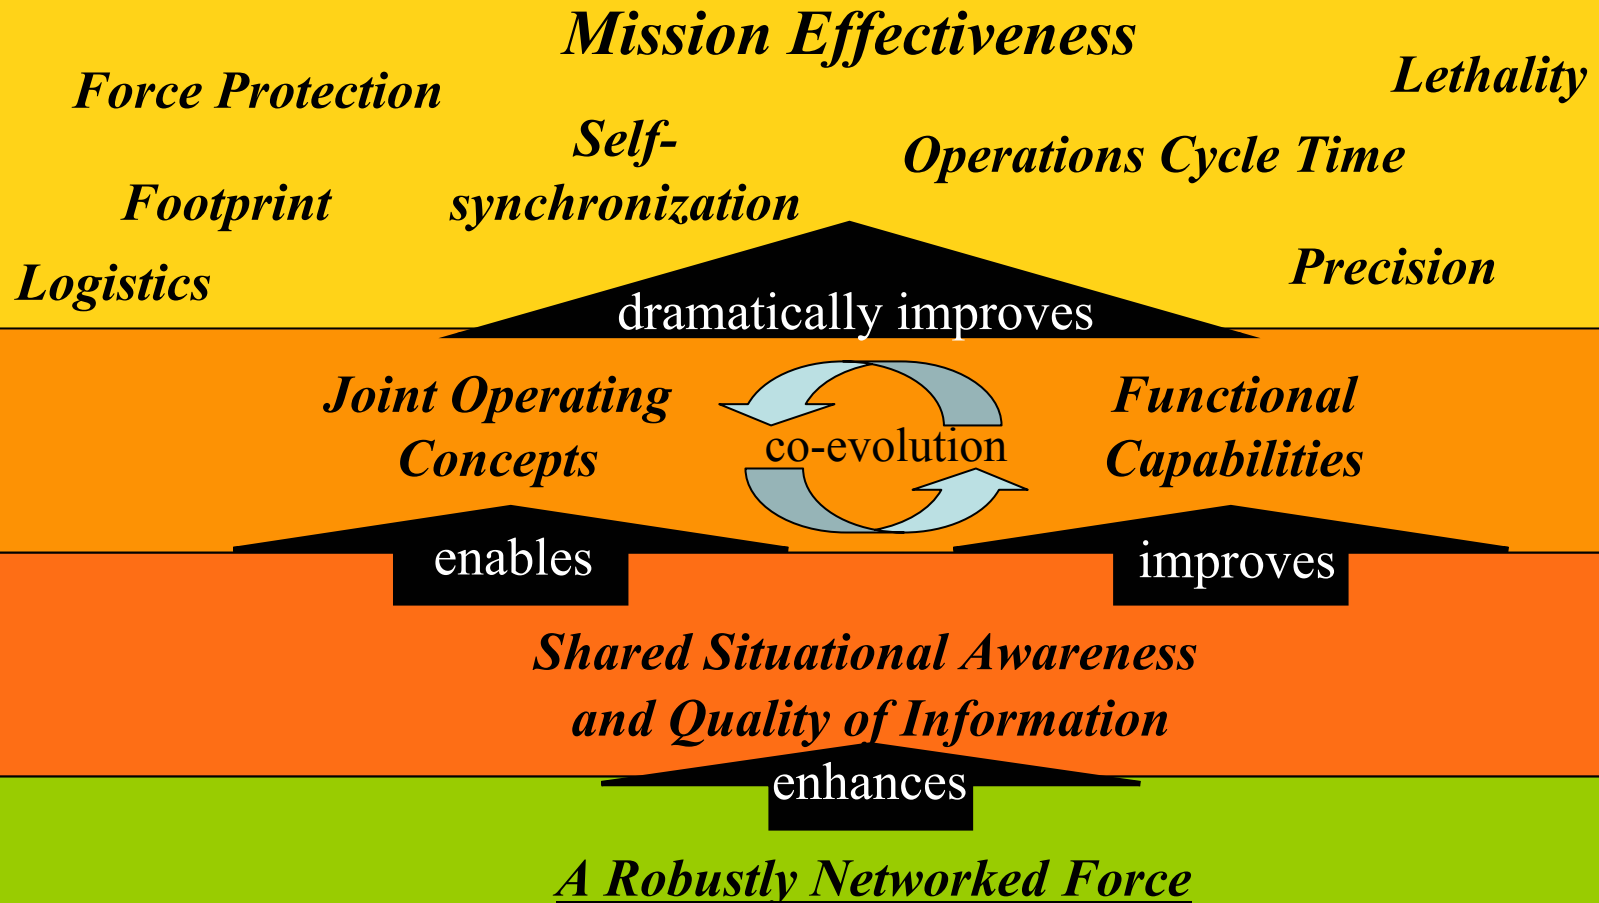 Mission Effectiveness
Lethality
Force Protection
Self-
synchronization
Operations Cycle Time
Footprint
Logistics
Precision
dramatically improves
Joint Operating
Concepts
co-evolution
Functional
Capabilities
enables
improves
Shared Situational Awareness
and Quality of Information
enhances
A Robustly Networked Force